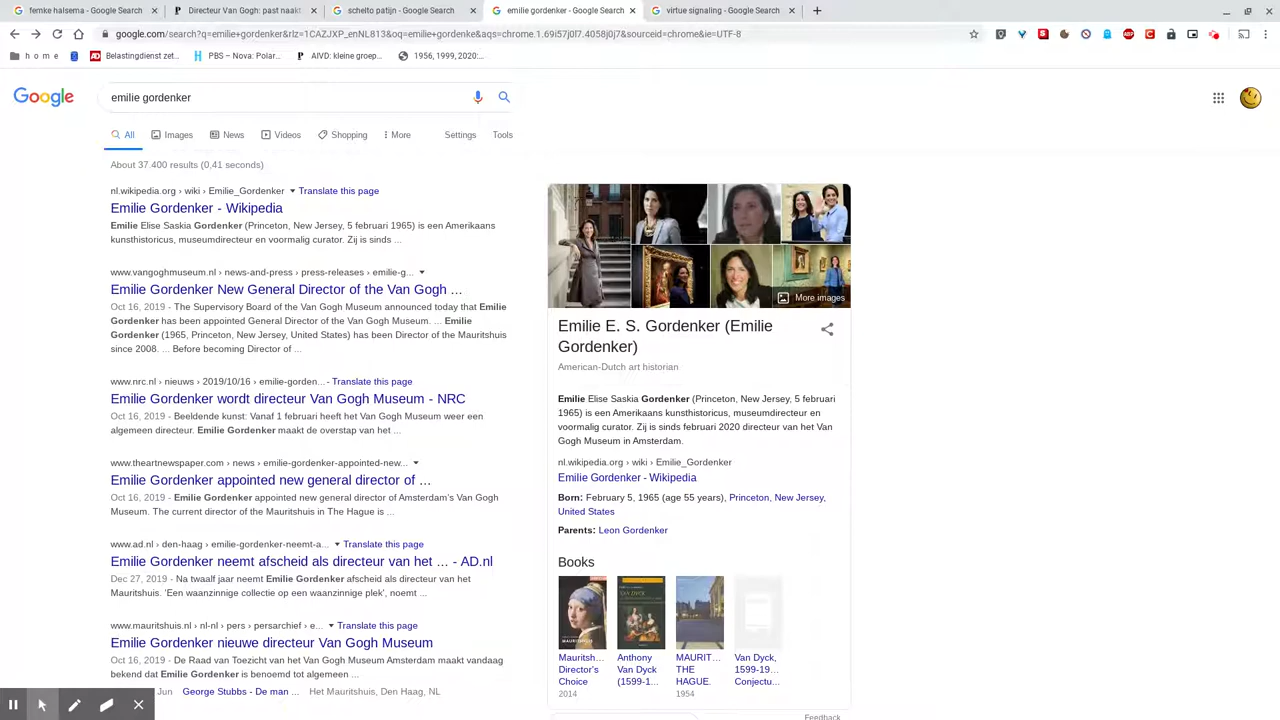 femke halsema - Google Search
Directeur Van Gogh: past naakt
schelto patijn - Google Search
emilie gordenker - Google Search
virtue signaling - Google Search
google.com/search?q=emilie+gordenker&rlz=1CAZJXP_enNL813&oq=emilie+gordenke&aqs=chrome.1.69i57j0l7.4058j0j7&sourceid=chrome&ie=UTF-8
h o m e
Belastingdienst zet...
PBS – Nova: Polar...
AIVD: kleine groep...
1956, 1999, 2020:...
Google
emilie gordenker
All Images News Videos Shopping More Settings Tools
About 37.400 results (0,41 seconds)
nl.wikipedia.org › wiki › Emilie_Gordenker Translate this page
Emilie Gordenker - Wikipedia
Emilie Elise Saskia Gordenker (Princeton, New Jersey, 5 februari 1965) is een Amerikaans
kunsthistoricus, museumdirecteur en voormalig curator. Zij is sinds ...
www.vangoghmuseum.nl › news-and-press › press-releases › emilie-g...
Emilie Gordenker New General Director of the Van Gogh ...
Oct 16, 2019 - The Supervisory Board of the Van Gogh Museum announced today that Emilie
Gordenker has been appointed General Director of the Van Gogh Museum. ... Emilie
Gordenker (1965, Princeton, New Jersey, United States) has been Director of the Mauritshuis
since 2008. ... Before becoming Director of ...
www.nrc.nl › nieuws › 2019/10/16 › emilie-gorden... - Translate this page
Emilie Gordenker wordt directeur Van Gogh Museum - NRC
Oct 16, 2019 - Beeldende kunst: Vanaf 1 februari heeft het Van Gogh Museum weer een
algemeen directeur. Emilie Gordenker maakt de overstap van het ...
www.theartnewspaper.com › news › emilie-gordenker-appointed-new...
Emilie Gordenker appointed new general director of ...
Oct 16, 2019 - Emilie Gordenker appointed new general director of Amsterdam's Van Gogh
Museum. The current director of the Mauritshuis in The Hague is ...
www.ad.nl › den-haag › emilie-gordenker-neemt-a... Translate this page
Emilie Gordenker neemt afscheid als directeur van het ... - AD.nl
Dec 27, 2019 - Na twaalf jaar neemt Emilie Gordenker afscheid als directeur van het
Mauritshuis. 'Een waanzinnige collectie op een waanzinnige plek', noemt ...
www.mauritshuis.nl › nl-nl › pers › persarchief › e... Translate this page
Emilie Gordenker nieuwe directeur Van Gogh Museum
Oct 16, 2019 - De Raad van Toezicht van het Van Gogh Museum Amsterdam maakt vandaag
bekend dat Emilie Gordenker is benoemd tot algemeen ...
Jun George Stubbs - De man ... Het Mauritshuis, Den Haag, NL
More images
Emilie E. S. Gordenker (Emilie
Gordenker)
American-Dutch art historian
Emilie Elise Saskia Gordenker (Princeton, New Jersey, 5 februari
1965) is een Amerikaans kunsthistoricus, museumdirecteur en
voormalig curator. Zij is sinds februari 2020 directeur van het Van
Gogh Museum in Amsterdam.
nl.wikipedia.org › wiki › Emilie_Gordenker
Emilie Gordenker - Wikipedia
Born: February 5, 1965 (age 55 years), Princeton, New Jersey,
United States
Parents: Leon Gordenker
Books
MAURITSHUIS
VAN DYCK
Mauritsh...
Director's
Choice
2014
Anthony
Van Dyck
(1599-1...
MAURIT...
THE
HAGUE.
1954
Van Dyck,
1599-19...
Conjectu...
Feedback